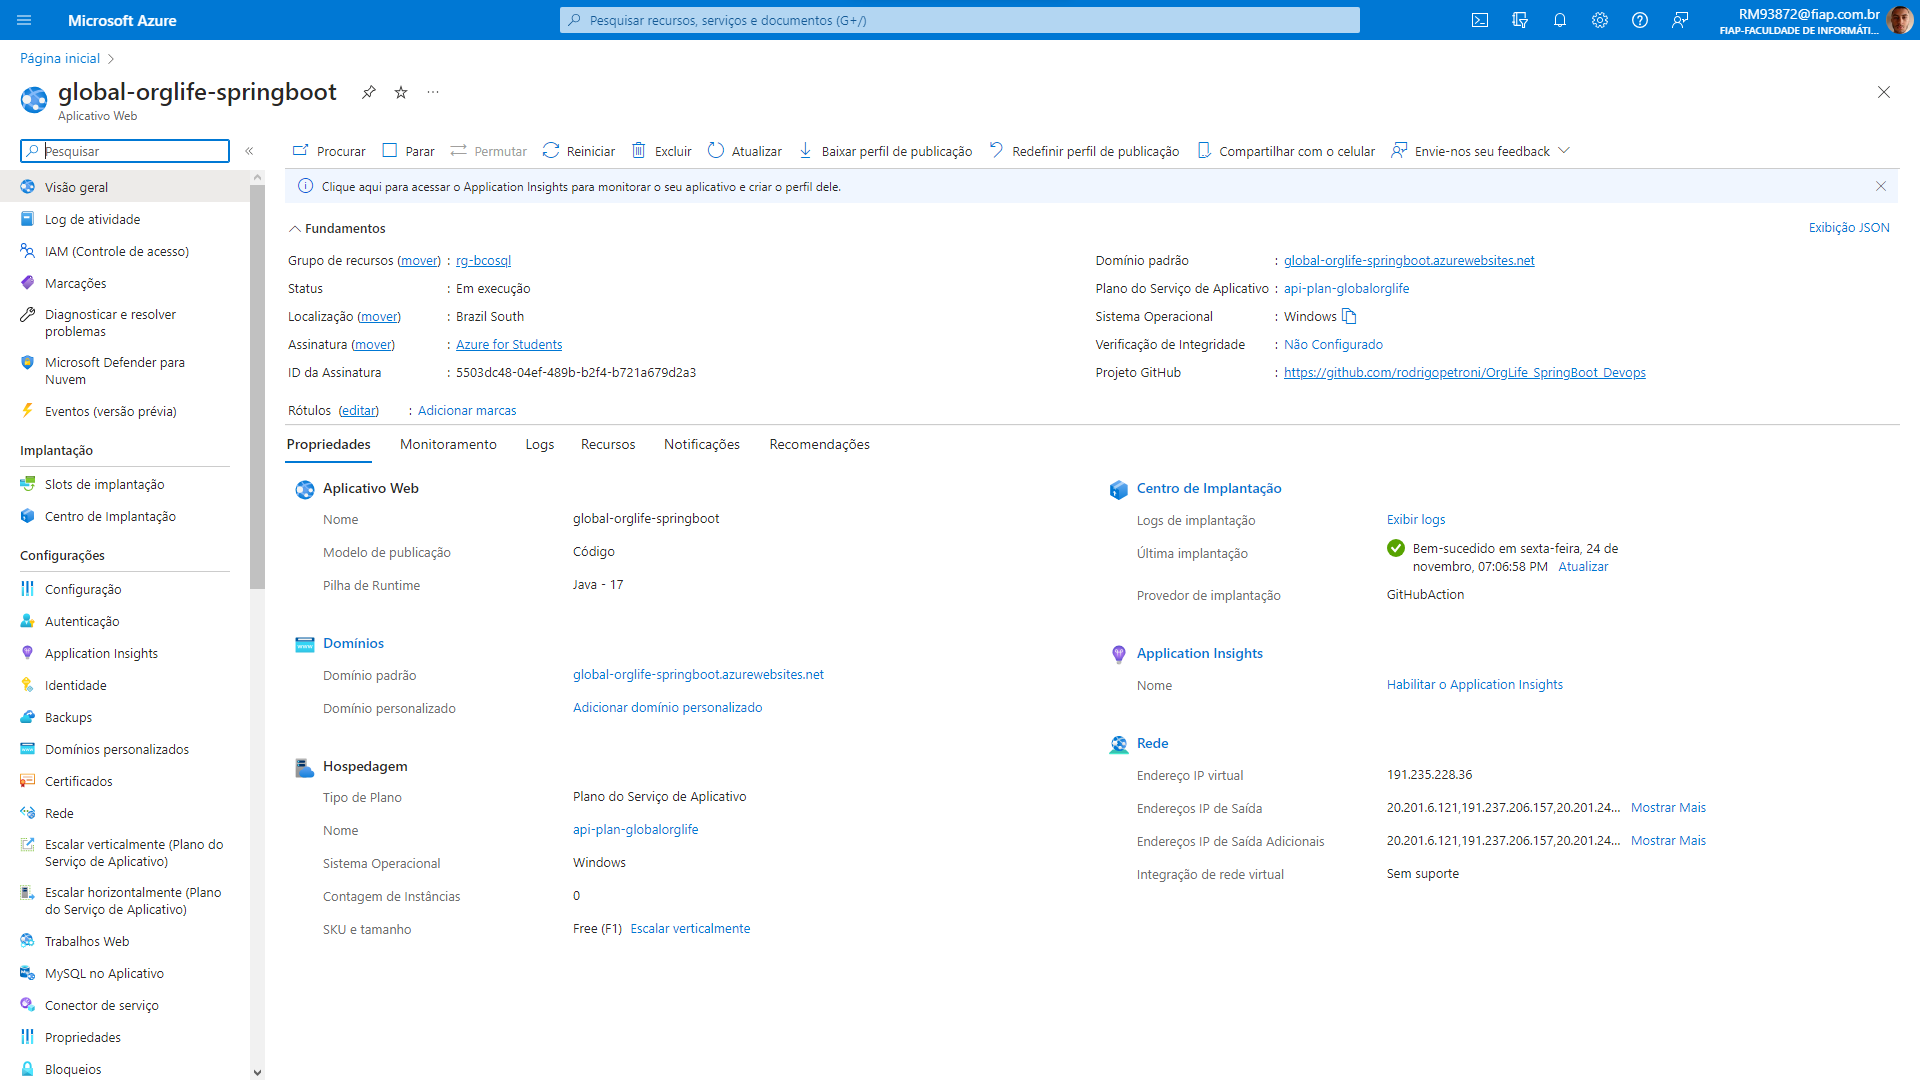 Microsoft Azure
Pesquisar recursos, serviços e documentos (G+/)
RM93872@fiap.com.br
FIAP-FACULDADE DE INFORMÁTI...
Página inicial
global-orglife-springboot
Aplicativo Web
Pesquisar
Procurar Parar Permutar Reiniciar Excluir Atualizar Baixar perfil de publicação Redefinir perfil de publicação Compartilhar com o celular Envie-nos seu feedback
Visão geral
Log de atividade
IAM (Controle de acesso)
Marcações
Diagnosticar e resolver
problemas
Microsoft Defender para
Nuvem
Eventos (versão prévia)
Implantação
Slots de implantação
Centro de Implantação
Configurações
Configuração
Autenticação
Application Insights
Identidade
Backups
Domínios personalizados
Certificados
Rede
Escalar verticalmente (Plano do
Serviço de Aplicativo)
Escalar horizontalmente (Plano
do Serviço de Aplicativo)
Trabalhos Web
MySQL no Aplicativo
Conector de serviço
Propriedades
Bloqueios
Clique aqui para acessar o Application Insights para monitorar o seu aplicativo e criar o perfil dele.
Fundamentos
Exibição JSON
Grupo de recursos (mover) : rg-bcosql
Status : Em execução
Localização (mover) : Brazil South
Assinatura (mover) : Azure for Students
ID da Assinatura : 5503dc48-04ef-489b-b2f4-b721a679d2a3
Domínio padrão : global-orglife-springboot.azurewebsites.net
Plano do Serviço de Aplicativo : api-plan-globalorglife
Sistema Operacional : Windows
Verificação de Integridade : Não Configurado
Projeto GitHub : https://github.com/rodrigopetroni/OrgLife_SpringBoot_Devops
Rótulos (editar) : Adicionar marcas
Propriedades Monitoramento Logs Recursos Notificações Recomendações
Aplicativo Web
Nome global-orglife-springboot
Modelo de publicação Código
Pilha de Runtime Java - 17
Domínios
Domínio padrão global-orglife-springboot.azurewebsites.net
Domínio personalizado Adicionar domínio personalizado
Hospedagem
Tipo de Plano Plano do Serviço de Aplicativo
Nome api-plan-globalorglife
Sistema Operacional Windows
Contagem de Instâncias 0
SKU e tamanho Free (F1) Escalar verticalmente
Centro de Implantação
Logs de implantação Exibir logs
Última implantação Bem-sucedido em sexta-feira, 24 de
novembro, 07:06:58 PM Atualizar
Provedor de implantação GitHubAction
Application Insights
Nome Habilitar o Application Insights
Rede
Endereço IP virtual 191.235.228.36
Endereços IP de Saída 20.201.6.121,191.237.206.157,20.201.24... Mostrar Mais
Endereços IP de Saída Adicionais 20.201.6.121,191.237.206.157,20.201.24... Mostrar Mais
Integração de rede virtual Sem suporte